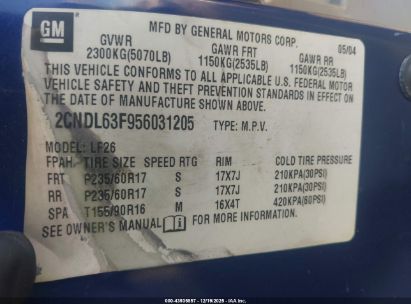 GM
MFD BY GENERAL MOTORS CORP. 05/04
GVWR GAWR FRT GAWR RR
2300KG(5070LB) 1150KG(2535LB) 1150KG(2535LB)
THIS VEHICLE CONFORMS TO ALL APPLICABLE U.S. FEDERAL MOTOR
VEHICLE SAFETY AND THEFT PREVENTION STANDARDS IN EFFECT ON
THE DATE OF MANUFACTURE SHOWN ABOVE.
2CNDL63F956031205 TYPE: M.P.V.
MODEL: LF26
FPAH: TIRE SIZE SPEED RTG RIM COLD TIRE PRESSURE
FRT P235/60R17 S 17X7J 210KPA(30PSI)
RR P235/60R17 S 17X7J 210KPA(30PSI)
SPA T155/90R16 M 16X4T 420KPA(60PSI)
SEE OWNER'S MANUAL FOR MORE INFORMATION.